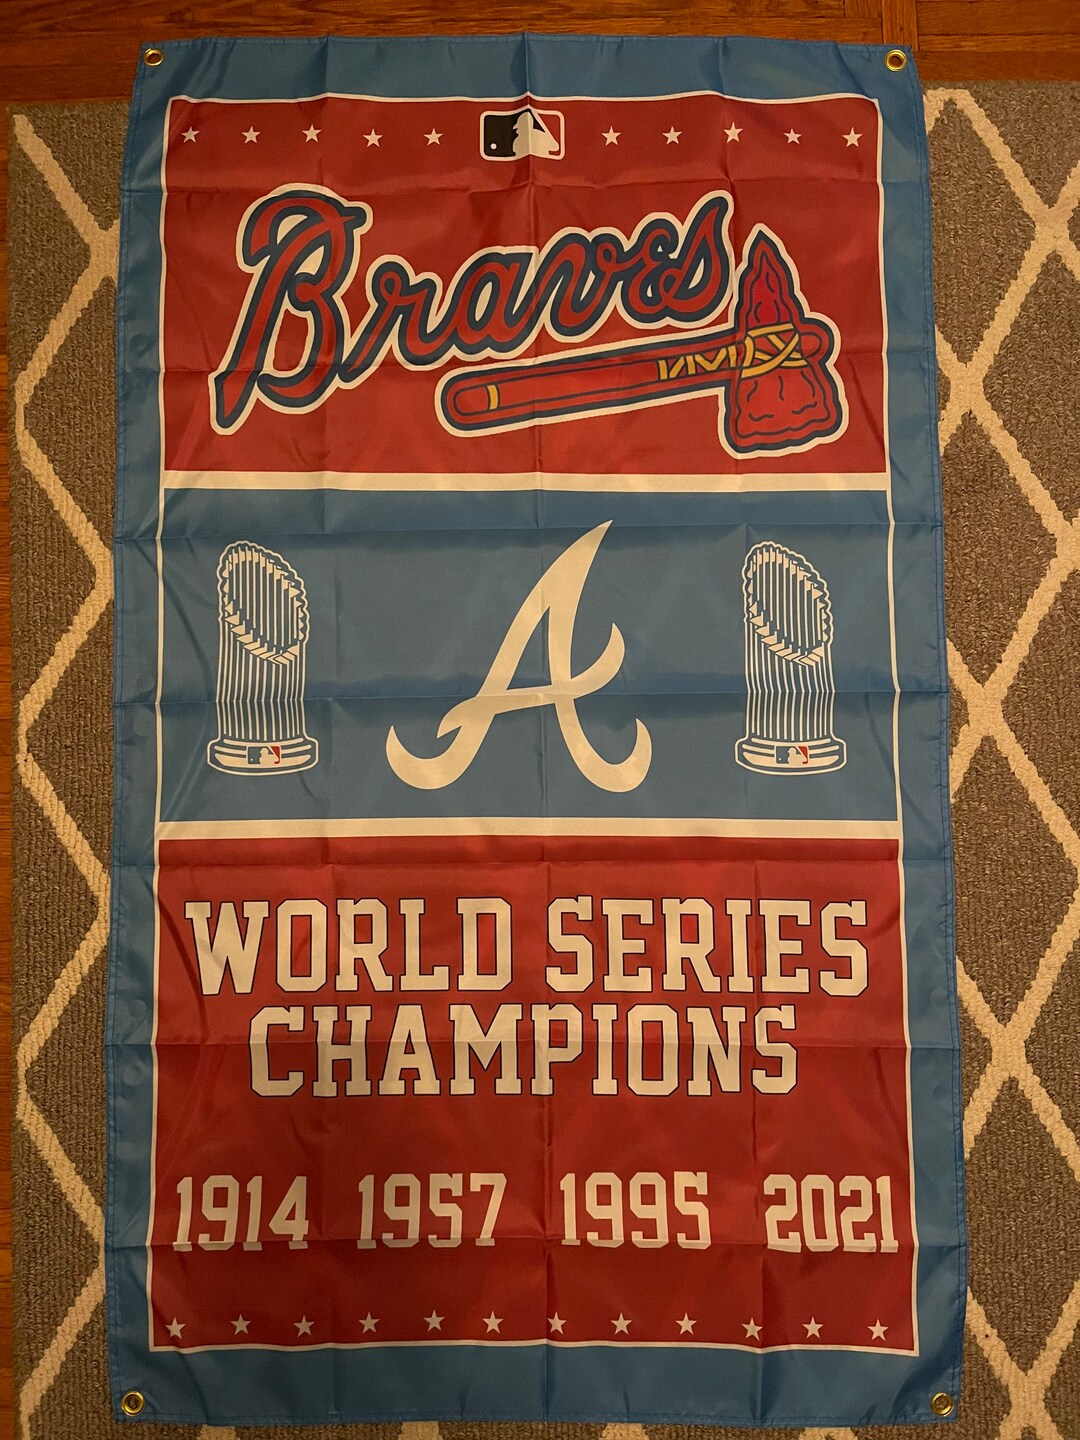 Braves
A
WORLD SERIES
CHAMPIONS
1914 1957 1995 2021